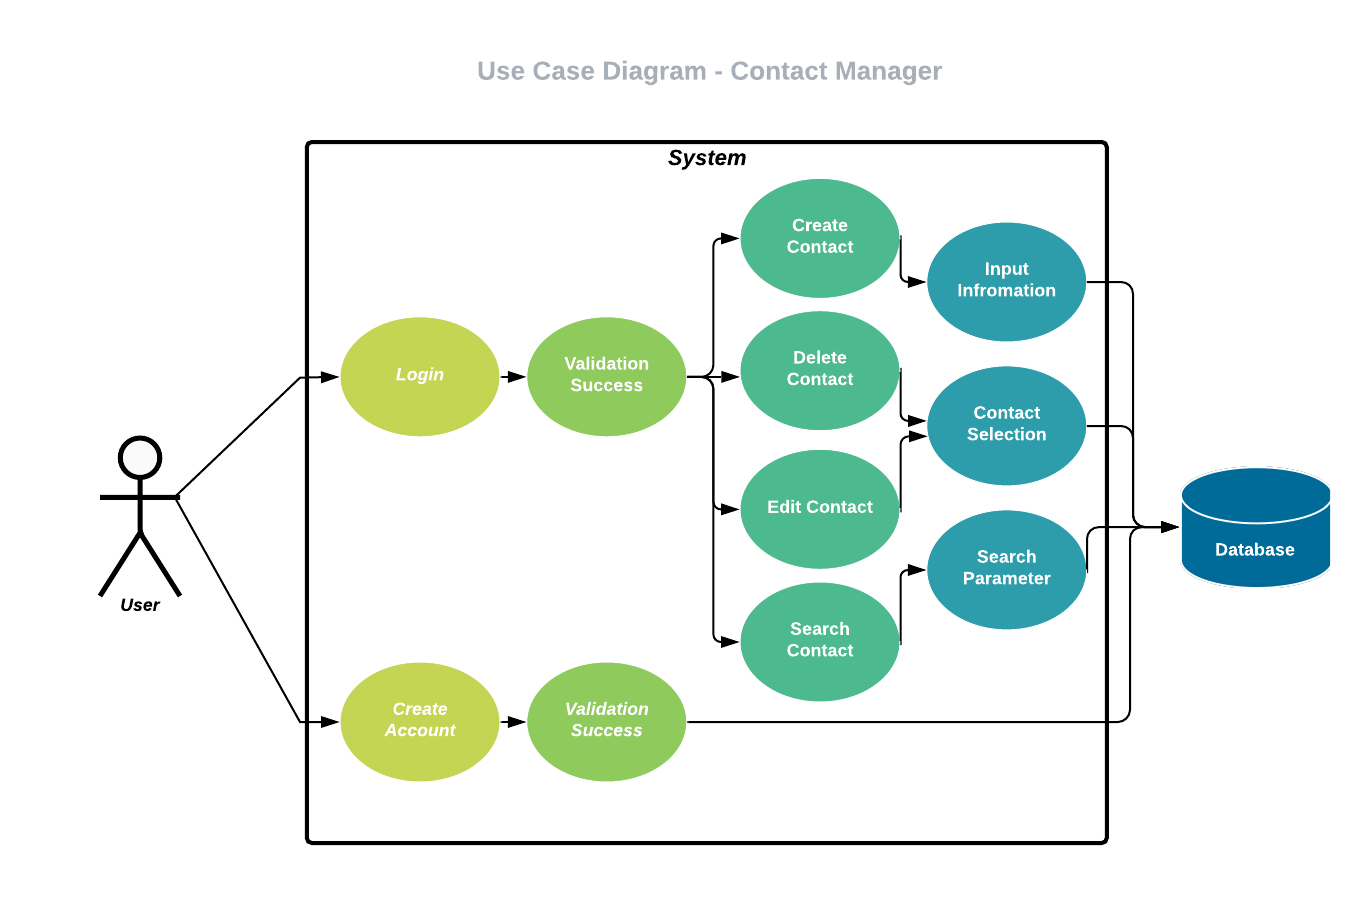 Use Case Diagram - Contact Manager
System
Create
Contact
Input
Infromation
Delete
Contact
Login
Validation
Success
Contact
Selection
Edit Contact
Search
Parameter
Database
User
Search
Contact
Create
Account
Validation
Success